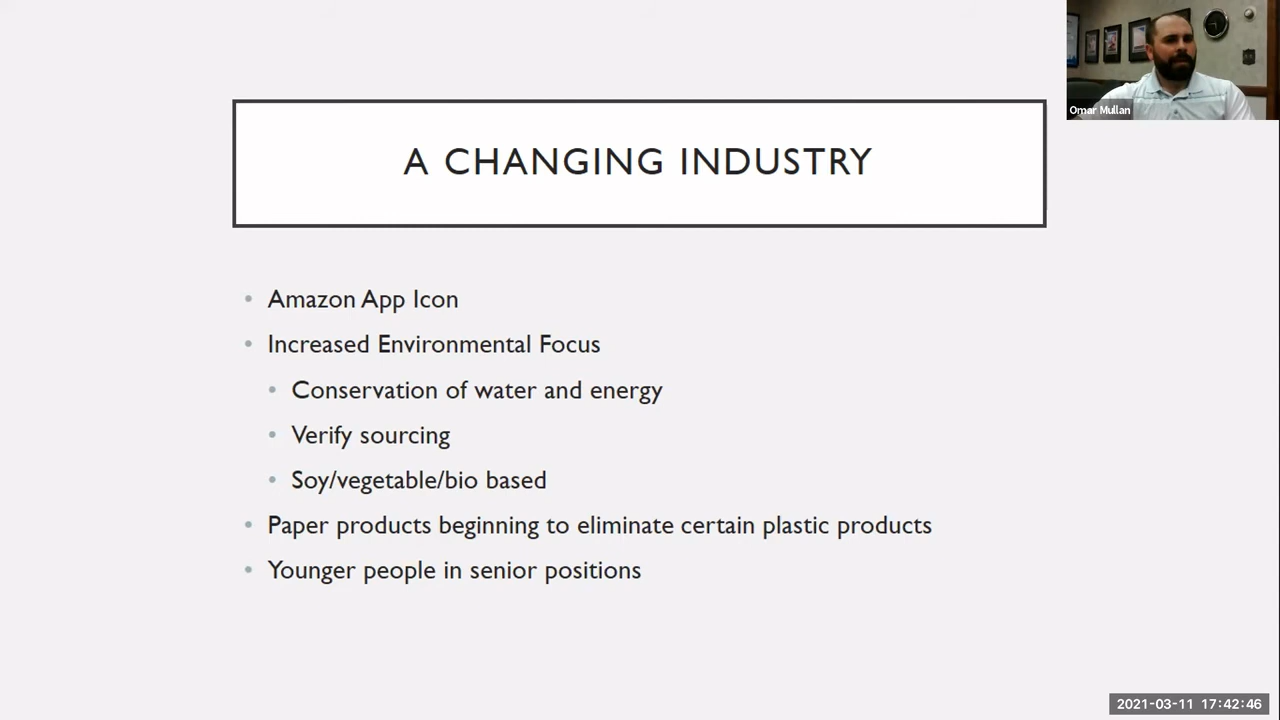 Omar Mullan
A CHANGING INDUSTRY
• Amazon App Icon
• Increased Environmental Focus
• Conservation of water and energy
• Verify sourcing
• Soy/vegetable/bio based
• Paper products beginning to eliminate certain plastic products
• Younger people in senior positions
2021-03-11 17:42:46